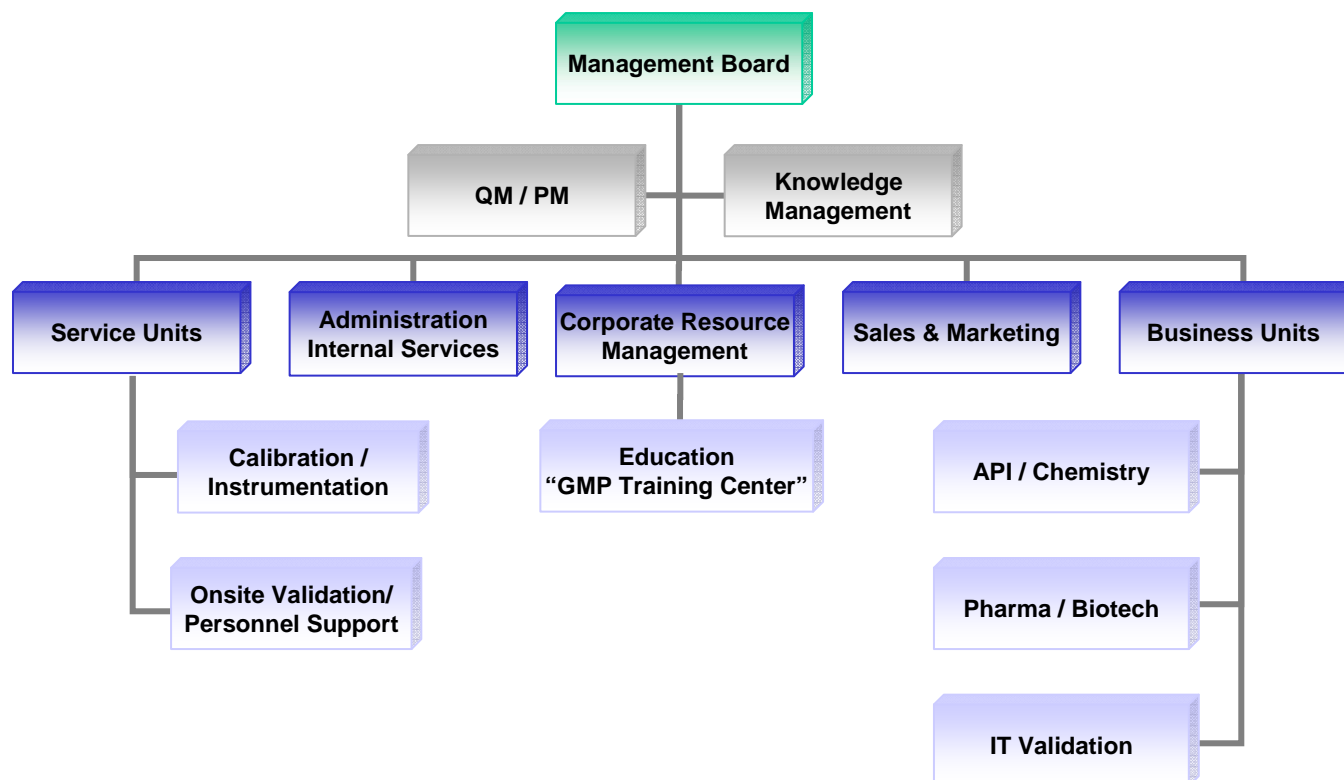 Management Board
QM / PM
Knowledge
Management
Service Units
Administration
Internal Services
Corporate Resource
Management
Sales & Marketing
Business Units
Calibration /
Instrumentation
Education
“GMP Training Center”
API / Chemistry
Onsite Validation/
Personnel Support
Pharma / Biotech
IT Validation